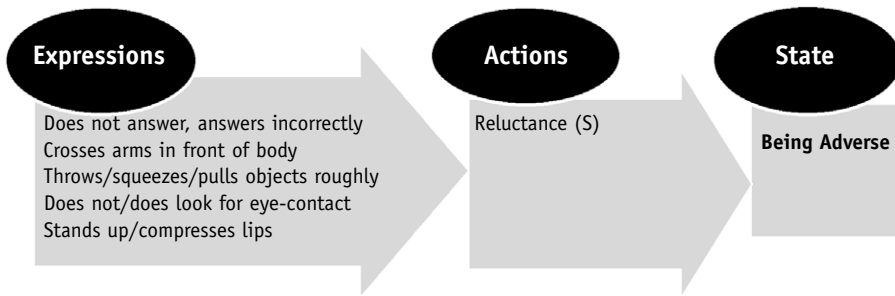 Expressions
Actions
State
Does not answer, answers incorrectly
Crosses arms in front of body
Throws/squeezes/pulls objects roughly
Does not/does look for eye-contact
Stands up/compresses lips
Reluctance (S)
Being Adverse